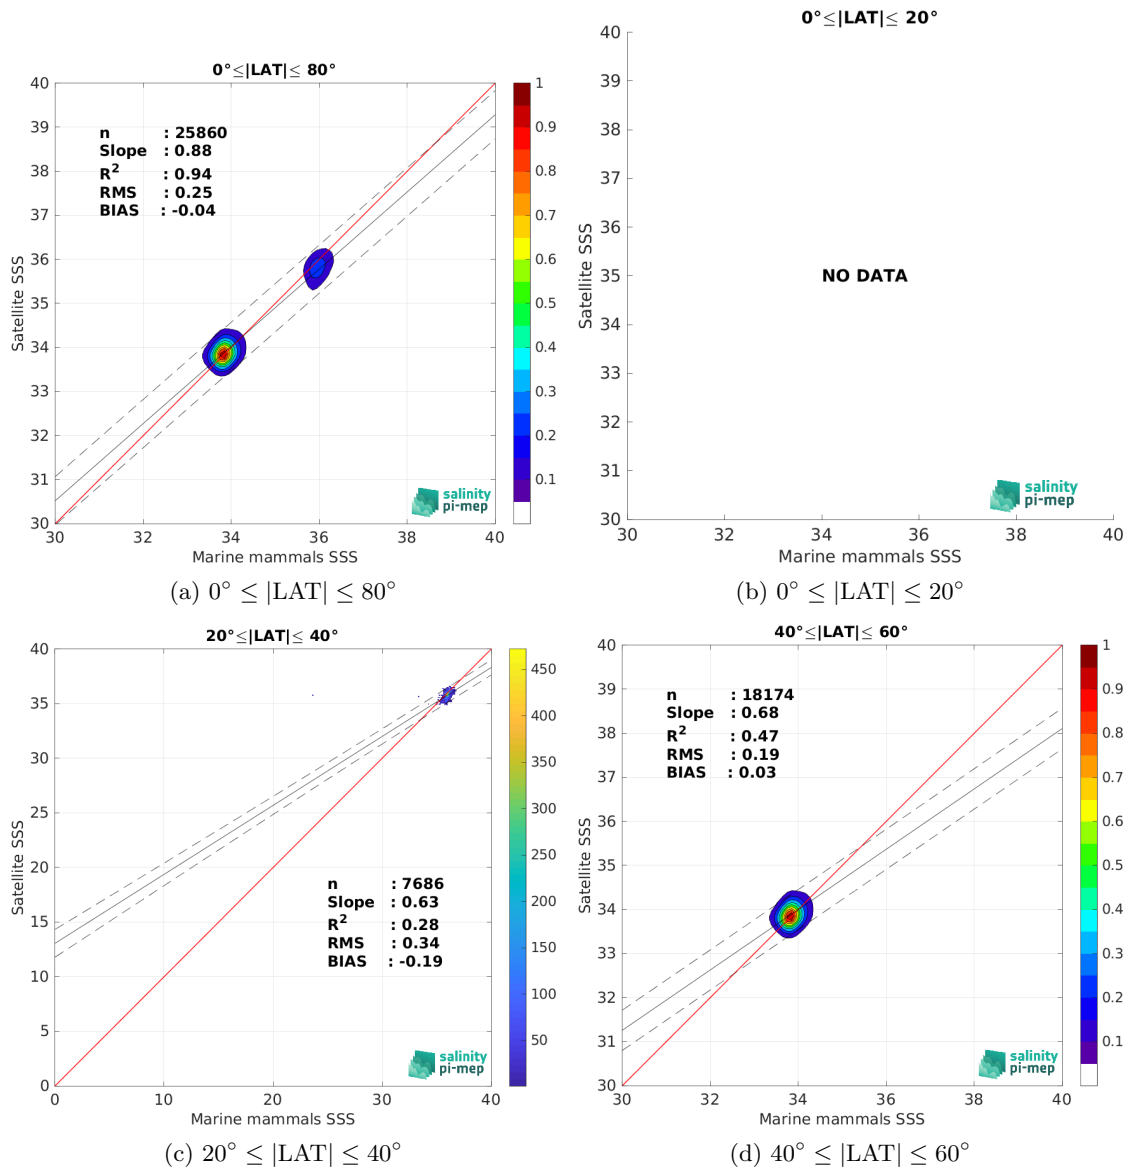 0°≤|LAT|≤ 80°
n : 25860
Slope : 0.88
R² : 0.94
RMS : 0.25
BIAS : -0.04
40
39
38
37
36
35
34
33
32
31
30
30 32 34 36 38 40
1
0.9
0.8
0.7
0.6
0.5
0.4
0.3
0.2
0.1
Satellite SSS
Marine mammals SSS
salinity
pi-mep
(a) 0° ≤ |LAT| ≤ 80°
0°≤|LAT|≤ 20°
40
39
38
37
36
35
34
33
32
31
30
30 32 34 36 38 40
Satellite SSS
NO DATA
Marine mammals SSS
salinity
pi-mep
(b) 0° ≤ |LAT| ≤ 20°
20°≤|LAT|≤ 40°
40
35
30
25
20
15
10
5
0
0 10 20 30 40
450
400
350
300
250
200
150
100
50
Satellite SSS
n : 7686
Slope : 0.63
R² : 0.28
RMS : 0.34
BIAS : -0.19
Marine mammals SSS
salinity
pi-mep
(c) 20° ≤ |LAT| ≤ 40°
40°≤|LAT|≤ 60°
n : 18174
Slope : 0.68
R² : 0.47
RMS : 0.19
BIAS : 0.03
40
39
38
37
36
35
34
33
32
31
30
30 32 34 36 38 40
1
0.9
0.8
0.7
0.6
0.5
0.4
0.3
0.2
0.1
Satellite SSS
Marine mammals SSS
salinity
pi-mep
(d) 40° ≤ |LAT| ≤ 60°